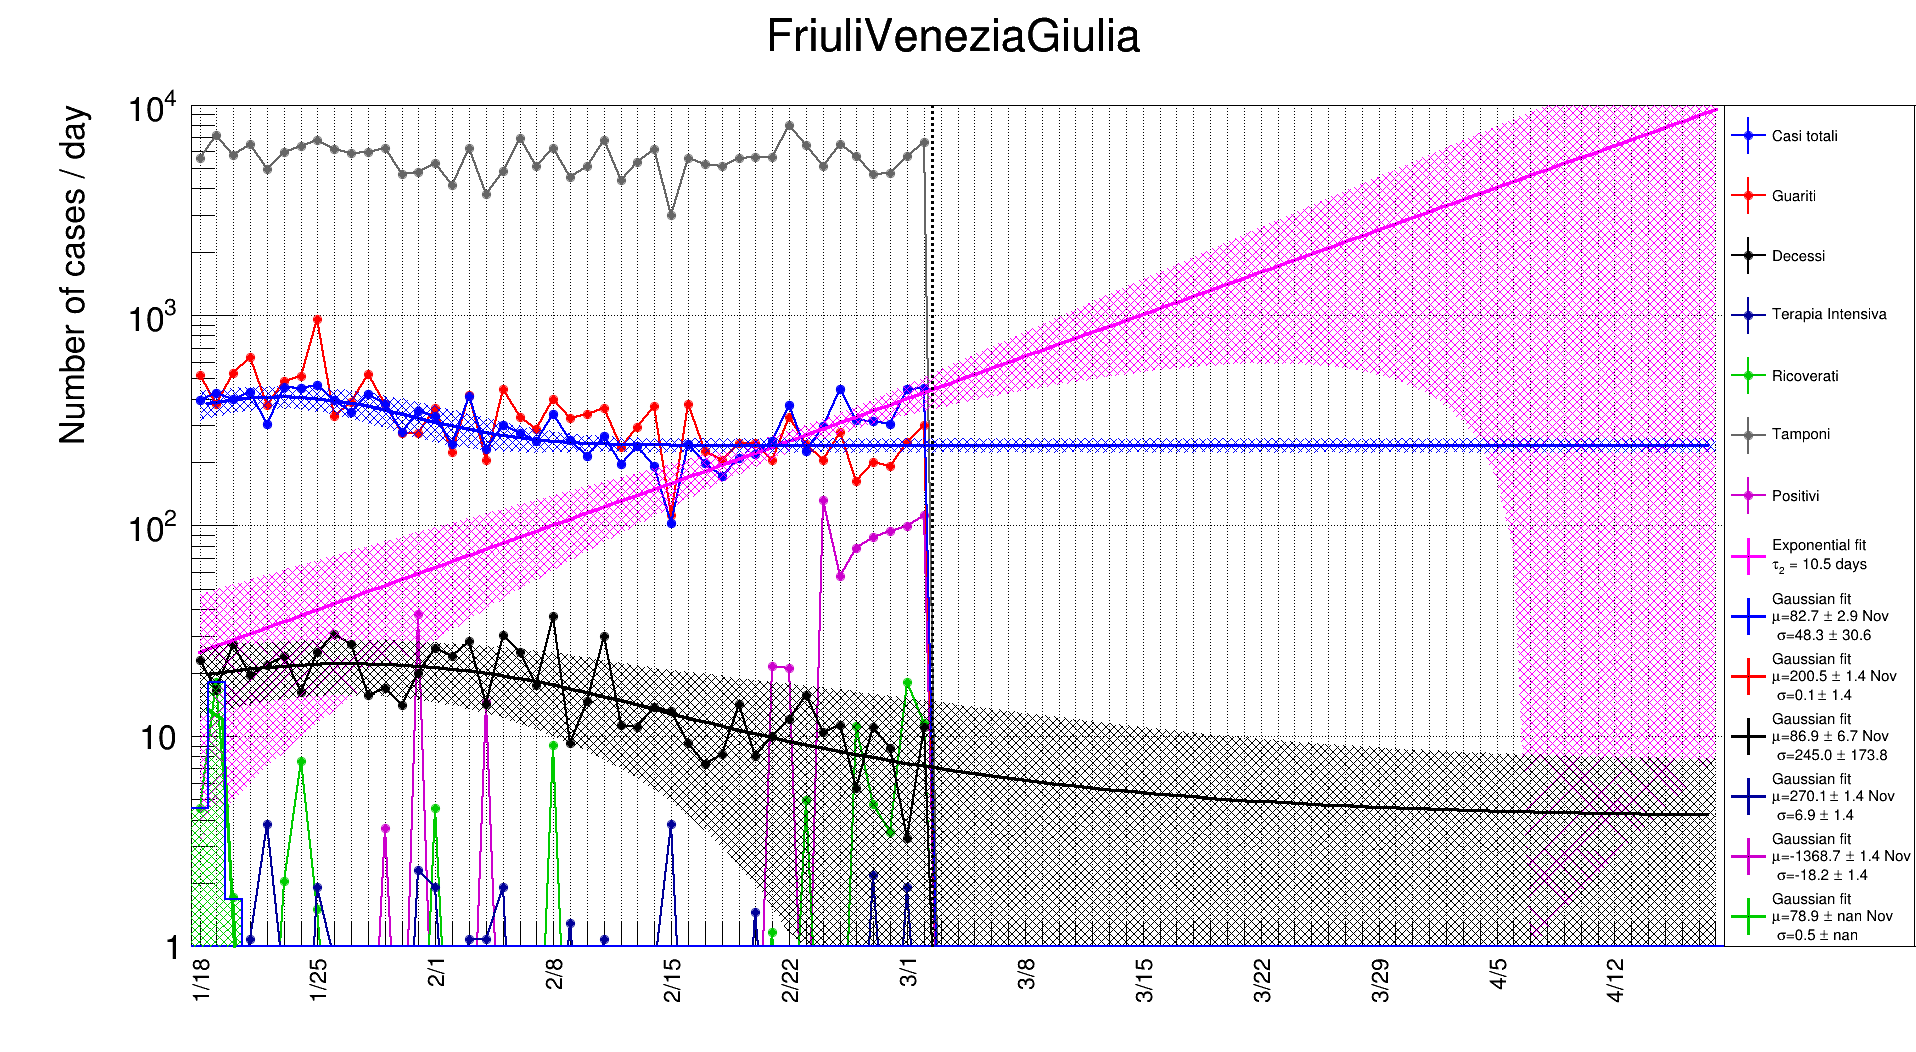 FriuliVeneziaGiulia
Number of cases / day
10^4
10^3
10^2
10
1
1/18
1/25
2/1
2/8
2/15
2/22
3/1
3/8
3/15
3/22
3/29
4/5
4/12
Casi totali
Guariti
Decessi
Terapia Intensiva
Ricoverati
Tamponi
Positivi
Exponential fit
τ_2 = 10.5 days
Gaussian fit
μ=82.7 ± 2.9 Nov
σ=48.3 ± 30.6
Gaussian fit
μ=200.5 ± 1.4 Nov
σ=0.1 ± 1.4
Gaussian fit
μ=86.9 ± 6.7 Nov
σ=245.0 ± 173.8
Gaussian fit
μ=270.1 ± 1.4 Nov
σ=6.9 ± 1.4
Gaussian fit
μ=-1368.7 ± 1.4 Nov
σ=-18.2 ± 1.4
Gaussian fit
μ=78.9 ± nan Nov
σ=0.5 ± nan